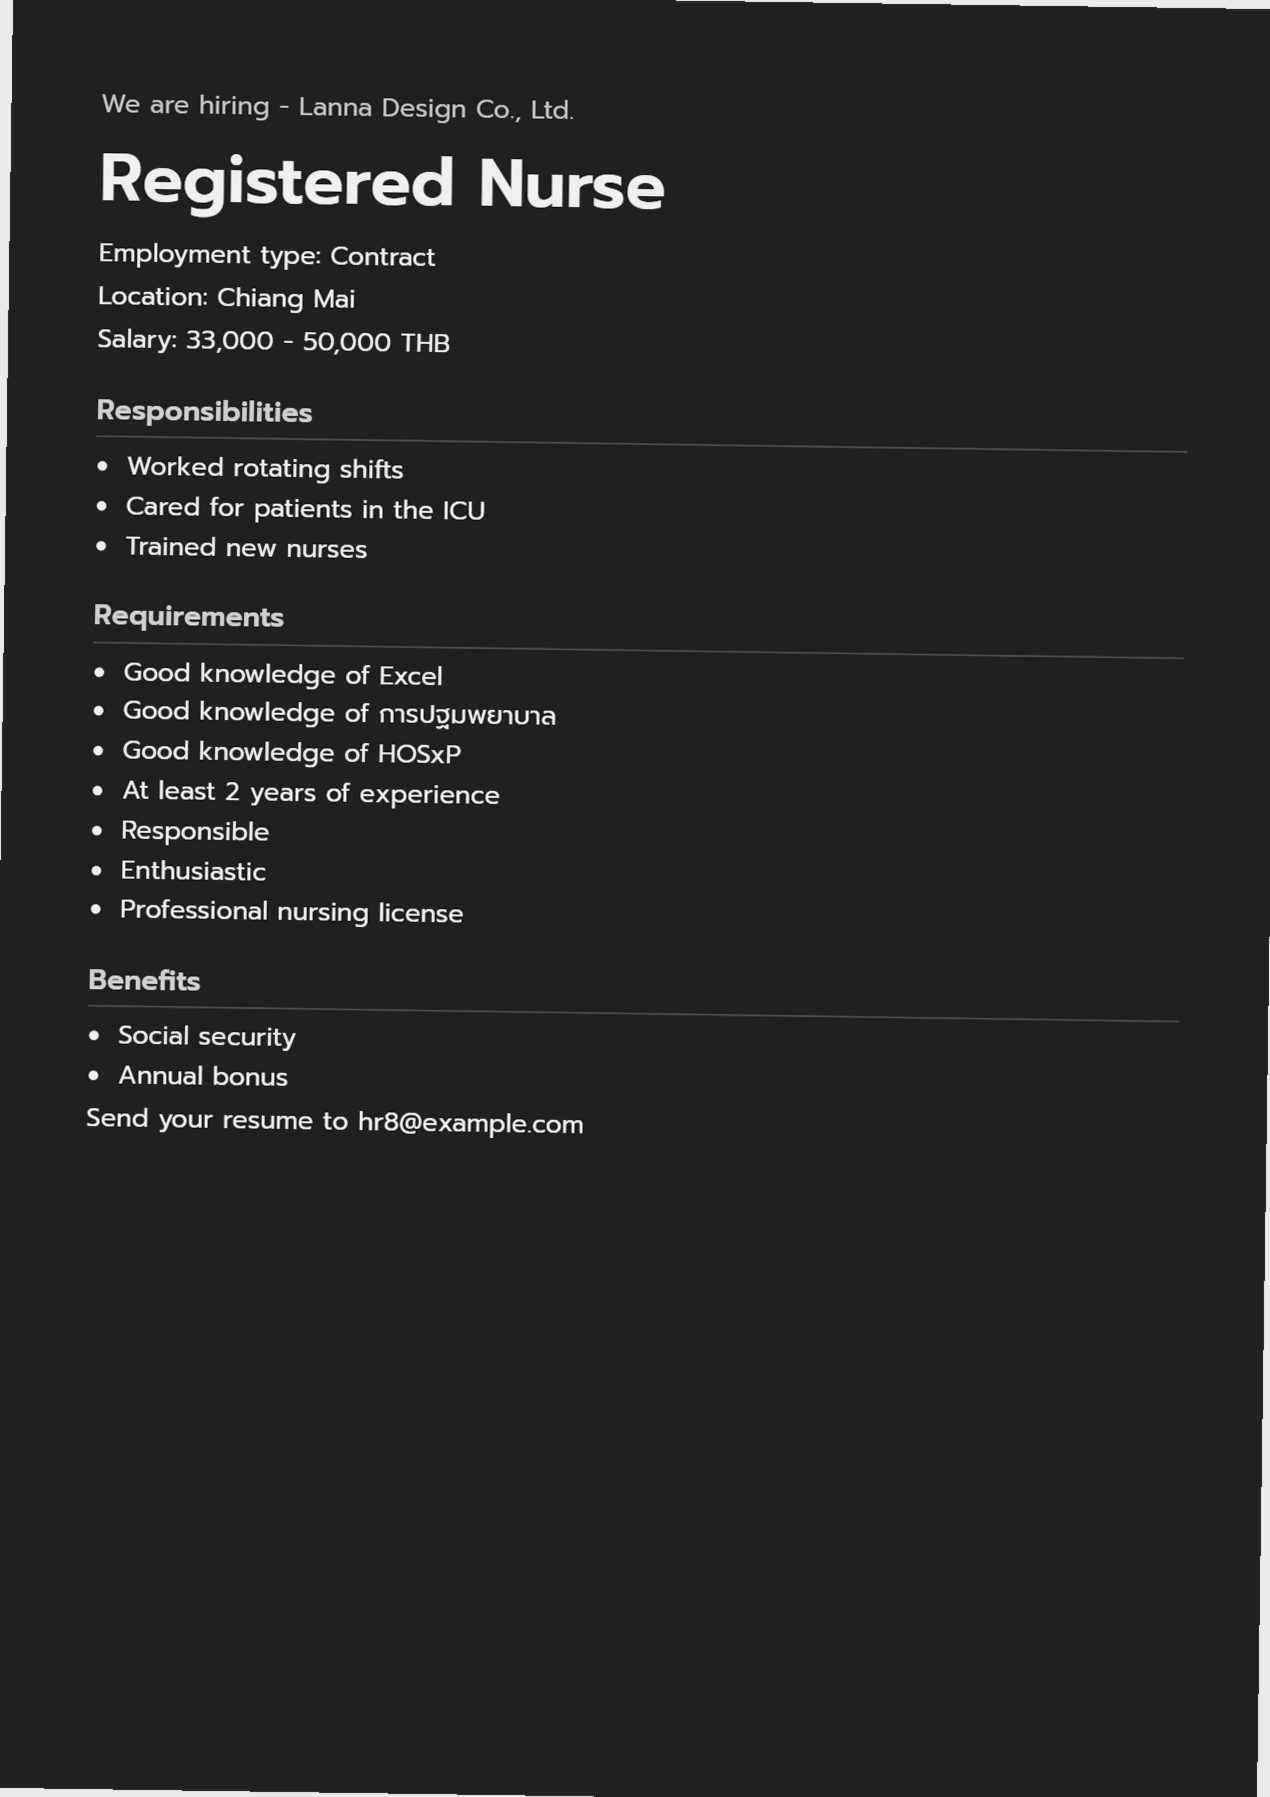 We are hiring - Lanna Design Co., Ltd.
Registered Nurse
Employment type: Contract
Location: Chiang Mai
Salary: 33,000 - 50,000 THB
Responsibilities
• Worked rotating shifts
• Cared for patients in the ICU
• Trained new nurses
Requirements
• Good knowledge of Excel
• Good knowledge of การปฐมพยาบาล
• Good knowledge of HOSxP
• At least 2 years of experience
• Responsible
• Enthusiastic
• Professional nursing license
Benefits
• Social security
• Annual bonus
Send your resume to hr8@example.com